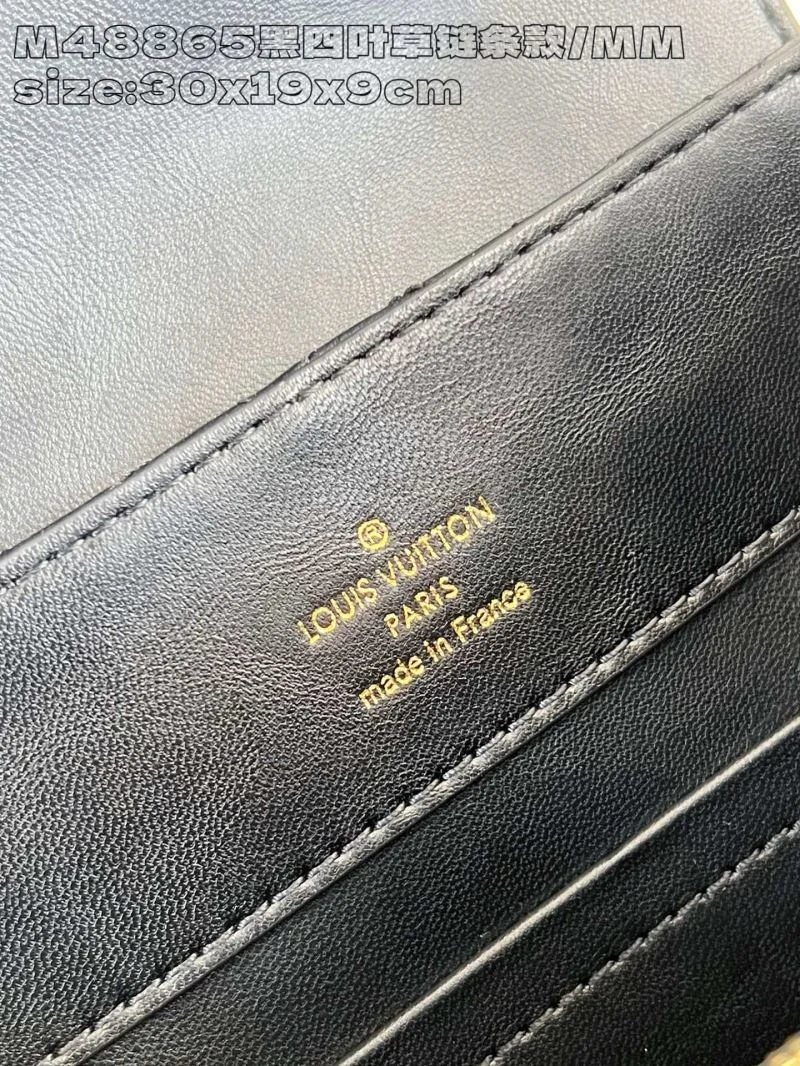 M48865黑四叶草链条款/MM
size:30x19x9cm
®
LOUIS VUITTON
PARIS
made in France